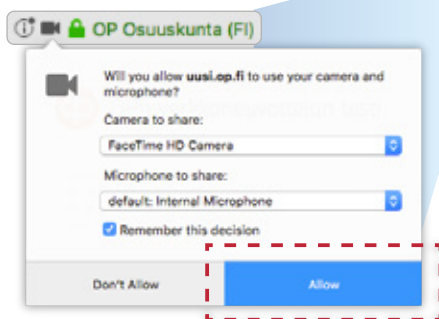 OP Osuuskunta (FI)
Will you allow uusi.op.fi to use your camera and
microphone?
Camera to share:
FaceTime HD Camera
Microphone to share:
default: Internal Microphone
Remember this decision
Don't Allow
Allow